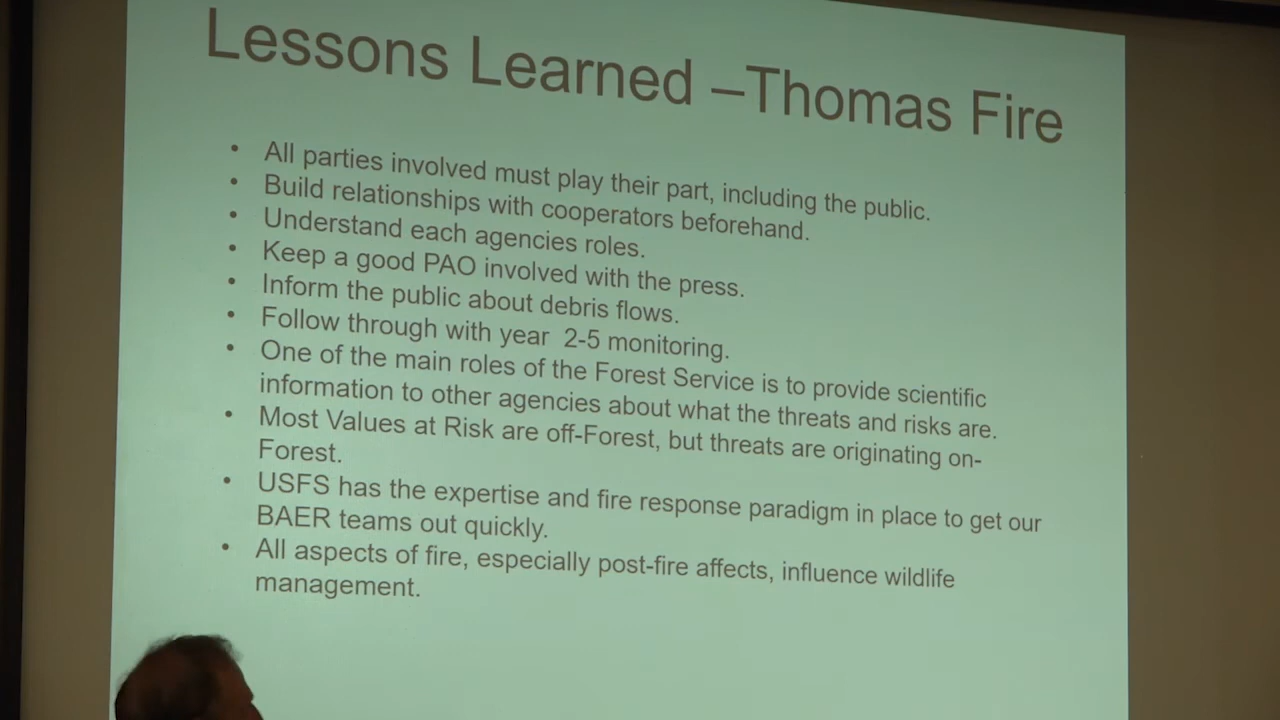 Lessons Learned –Thomas Fire
• All parties involved must play their part, including the public.
• Build relationships with cooperators beforehand.
• Understand each agencies roles.
• Keep a good PAO involved with the press.
• Inform the public about debris flows.
• Follow through with year 2-5 monitoring.
• One of the main roles of the Forest Service is to provide scientific
information to other agencies about what the threats and risks are.
• Most Values at Risk are off-Forest, but threats are originating on-
Forest.
• USFS has the expertise and fire response paradigm in place to get our
BAER teams out quickly.
• All aspects of fire, especially post-fire affects, influence wildlife
management.